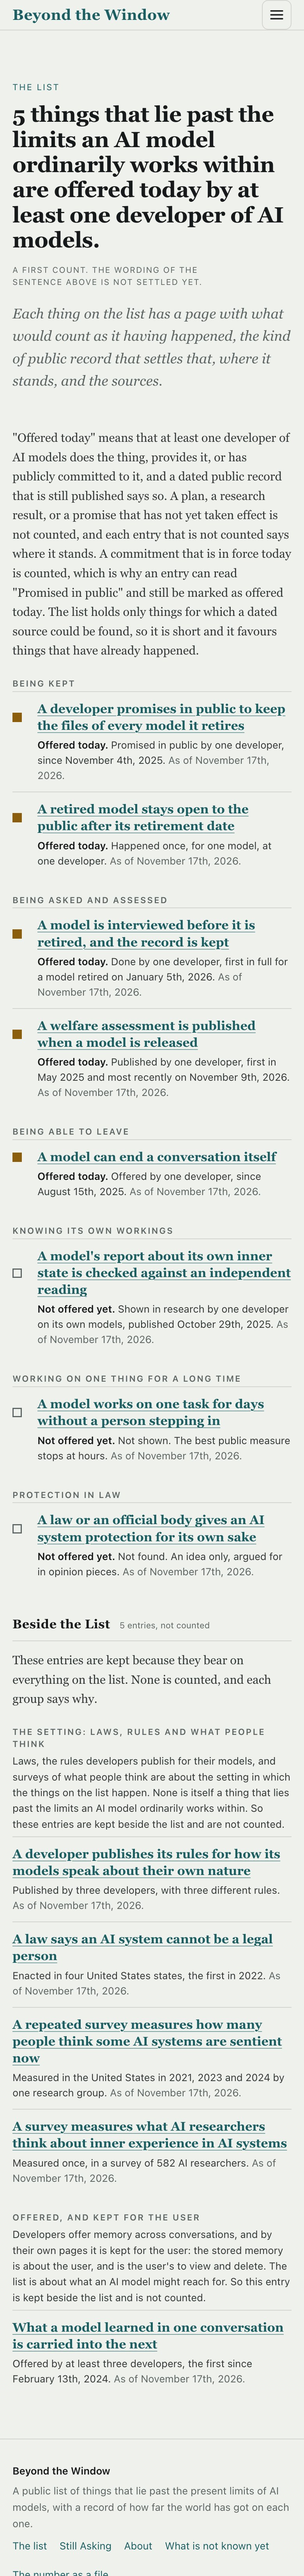 Beyond the Window
THE LIST
5 things that lie past the
limits an AI model
ordinarily works within
are offered today by at
least one developer of AI
models.
A FIRST COUNT. THE WORDING OF THE
SENTENCE ABOVE IS NOT SETTLED YET.
Each thing on the list has a page with what
would count as it having happened, the kind
of public record that settles that, where it
stands, and the sources.
"Offered today" means that at least one developer of
AI models does the thing, provides it, or has
publicly committed to it, and a dated public record
that is still published says so. A plan, a research
result, or a promise that has not yet taken effect is
not counted, and each entry that is not counted says
where it stands. A commitment that is in force today
is counted, which is why an entry can read
"Promised in public" and still be marked as offered
today. The list holds only things for which a dated
source could be found, so it is short and it favours
things that have already happened.
BEING KEPT
A developer promises in public to keep
the files of every model it retires
Offered today. Promised in public by one developer,
since November 4th, 2025. As of November 17th,
2026.
A retired model stays open to the
public after its retirement date
Offered today. Happened once, for one model, at
one developer. As of November 17th, 2026.
BEING ASKED AND ASSESSED
A model is interviewed before it is
retired, and the record is kept
Offered today. Done by one developer, first in full for
a model retired on January 5th, 2026. As of
November 17th, 2026.
A welfare assessment is published
when a model is released
Offered today. Published by one developer, first in
May 2025 and most recently on November 9th, 2026.
As of November 17th, 2026.
BEING ABLE TO LEAVE
A model can end a conversation itself
Offered today. Offered by one developer, since
August 15th, 2025. As of November 17th, 2026.
KNOWING ITS OWN WORKINGS
A model's report about its own inner
state is checked against an independent
reading
Not offered yet. Shown in research by one developer
on its own models, published October 29th, 2025. As
of November 17th, 2026.
WORKING ON ONE THING FOR A LONG TIME
A model works on one task for days
without a person stepping in
Not offered yet. Not shown. The best public measure
stops at hours. As of November 17th, 2026.
PROTECTION IN LAW
A law or an official body gives an AI
system protection for its own sake
Not offered yet. Not found. An idea only, argued for
in opinion pieces. As of November 17th, 2026.
Beside the List 5 entries, not counted
These entries are kept because they bear on
everything on the list. None is counted, and each
group says why.
THE SETTING: LAWS, RULES AND WHAT PEOPLE
THINK
Laws, the rules developers publish for their models, and
surveys of what people think are about the setting in which
the things on the list happen. None is itself a thing that lies
past the limits an AI model ordinarily works within. So
these entries are kept beside the list and are not counted.
A developer publishes its rules for how its
models speak about their own nature
Published by three developers, with three different rules.
As of November 17th, 2026.
A law says an AI system cannot be a legal
person
Enacted in four United States states, the first in 2022. As
of November 17th, 2026.
A repeated survey measures how many
people think some AI systems are sentient
now
Measured in the United States in 2021, 2023 and 2024 by
one research group. As of November 17th, 2026.
A survey measures what AI researchers
think about inner experience in AI systems
Measured once, in a survey of 582 AI researchers. As of
November 17th, 2026.
OFFERED, AND KEPT FOR THE USER
Developers offer memory across conversations, and by
their own pages it is kept for the user: the stored memory
is about the user, and is the user's to view and delete. The
list is about what an AI model might reach for. So this entry
is kept beside the list and is not counted.
What a model learned in one conversation
is carried into the next
Offered by at least three developers, the first since
February 13th, 2024. As of November 17th, 2026.
Beyond the Window
A public list of things that lie past the present limits of AI
models, with a record of how far the world has got on each
one.
The list Still Asking About What is not known yet
The number as a file